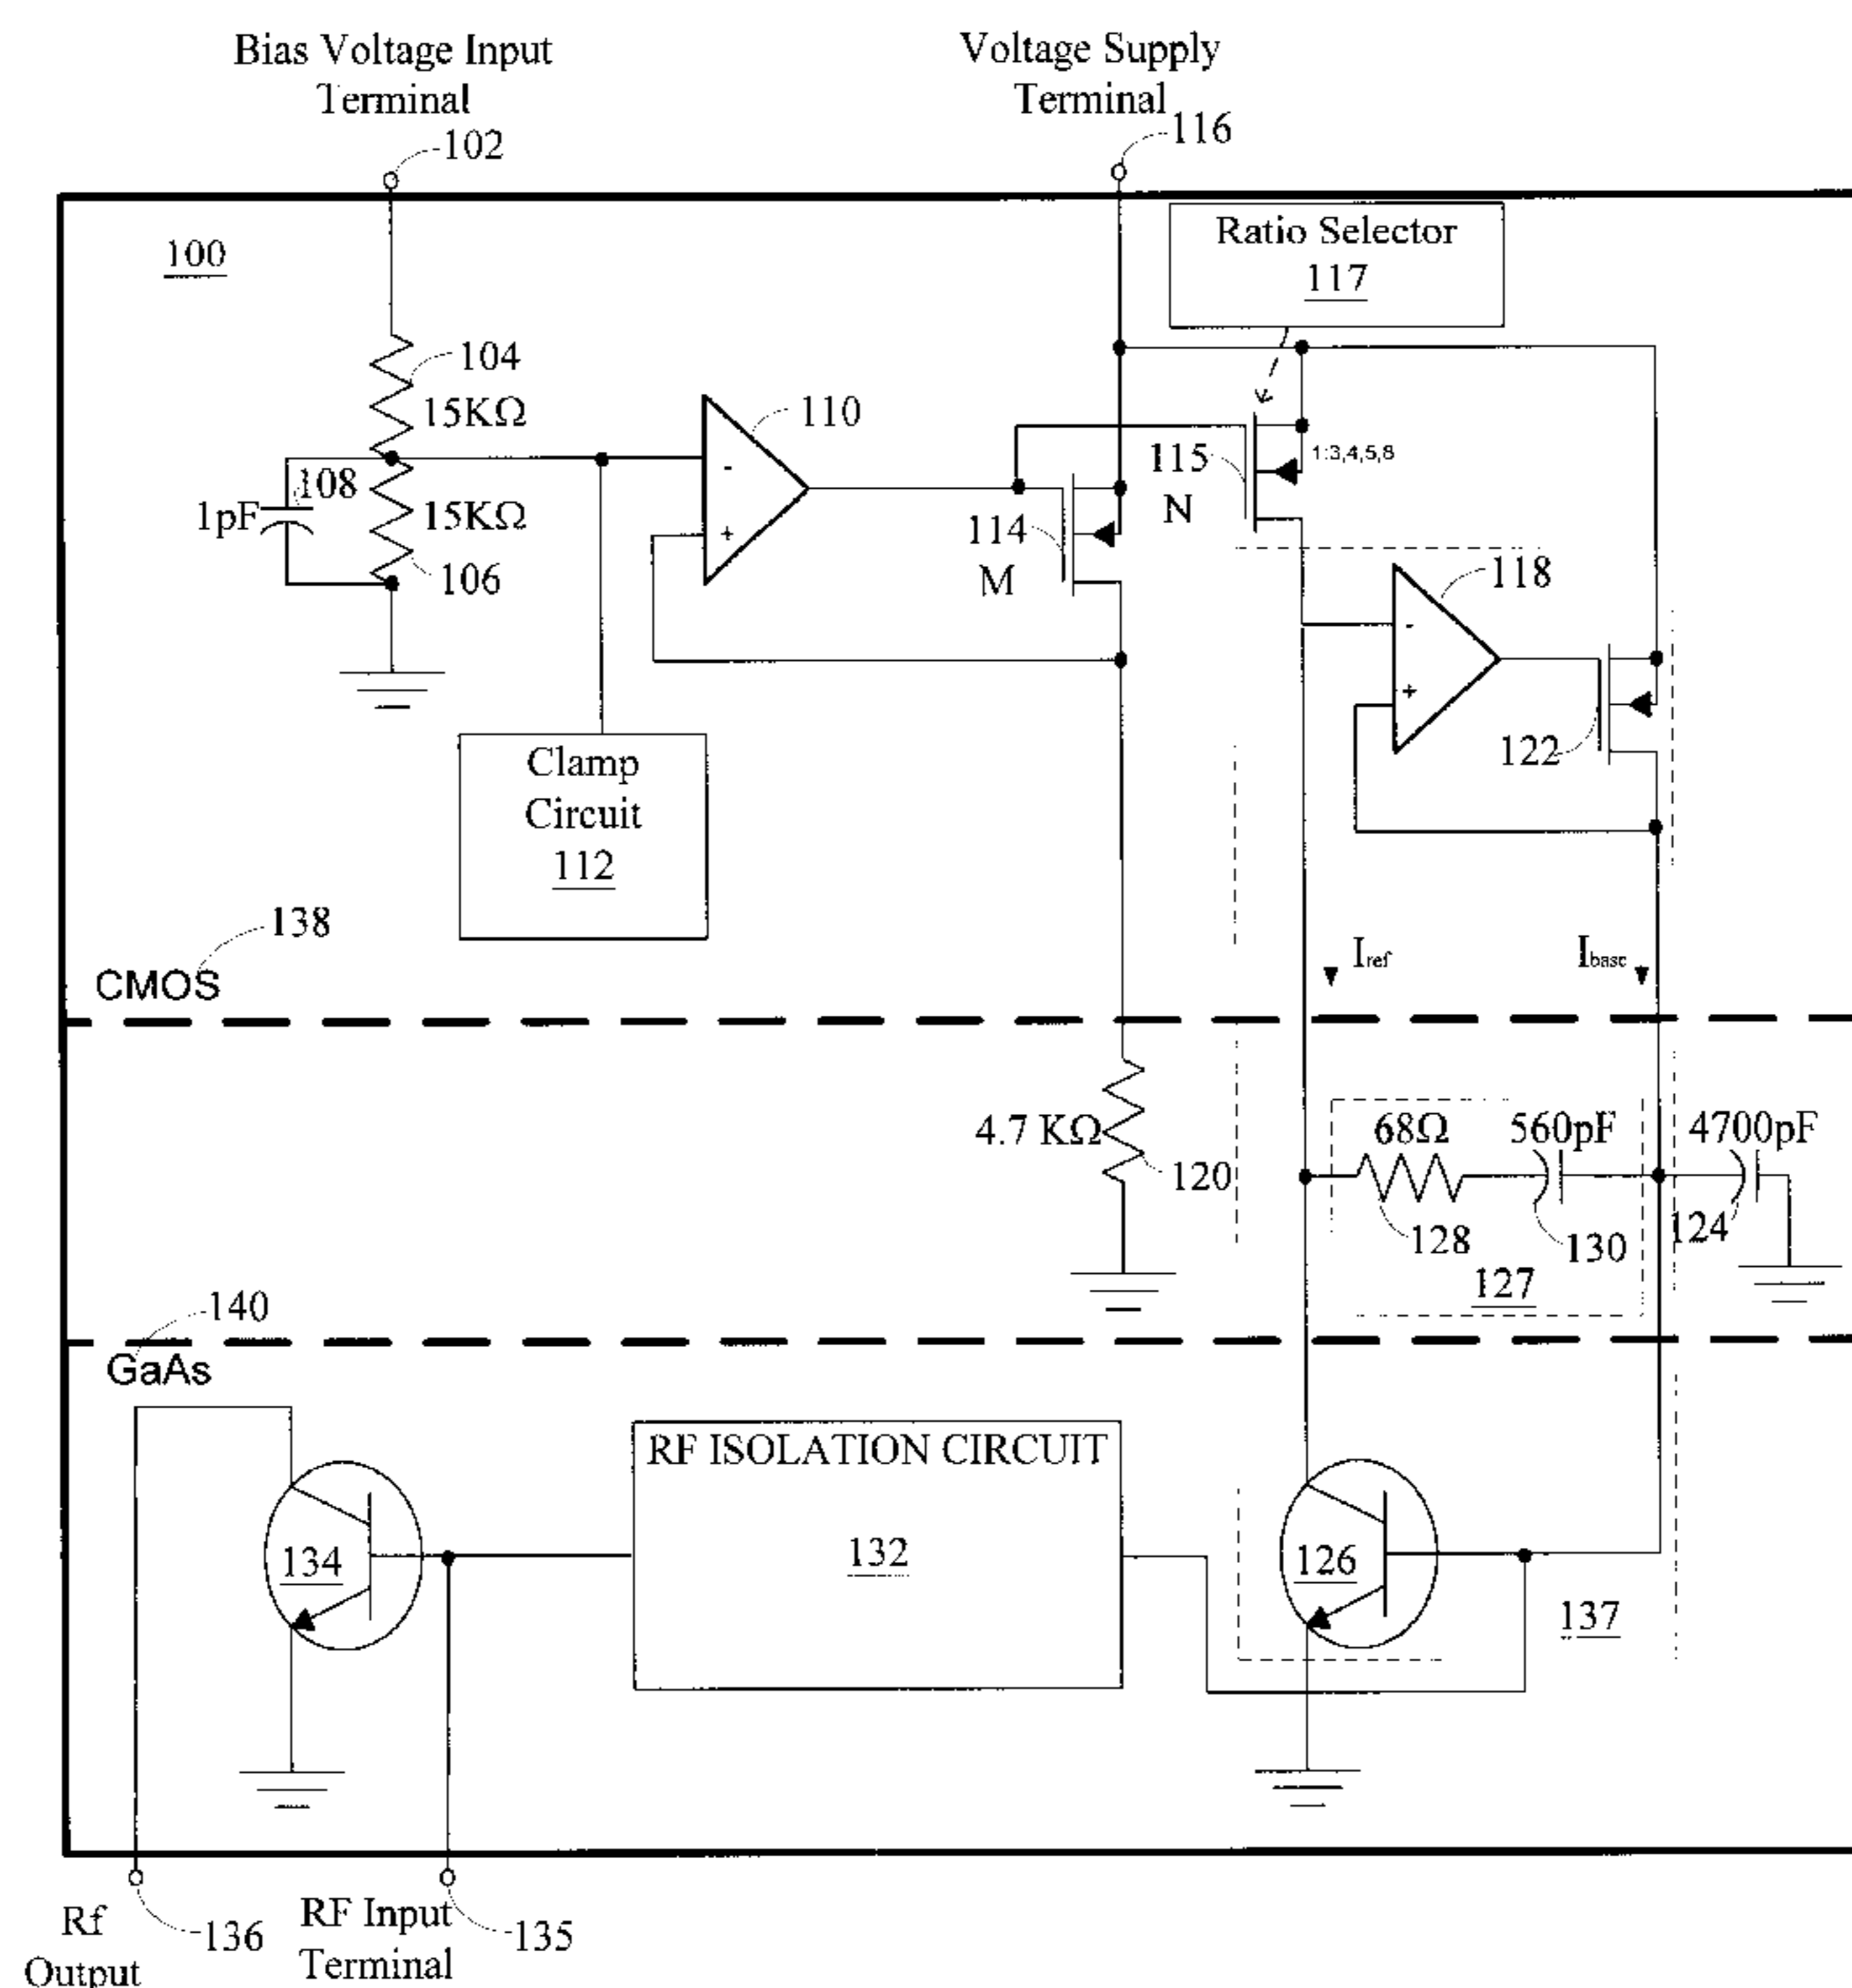 Bias Voltage Input
Terminal
102
Voltage Supply
Terminal
116
100
Ratio Selector
117
104
15KΩ
108
1pF
15KΩ
106
110
-
+
114
M
115
N
1:3,4,5,8
118
-
+
122
Clamp
Circuit
112
138
CMOS
Iref
Ibase
4.7 KΩ
120
68Ω
560pF
4700pF
128
130
124
127
140
GaAs
RF ISOLATION CIRCUIT
132
134
126
137
Rf
Output
136
RF Input
Terminal
135